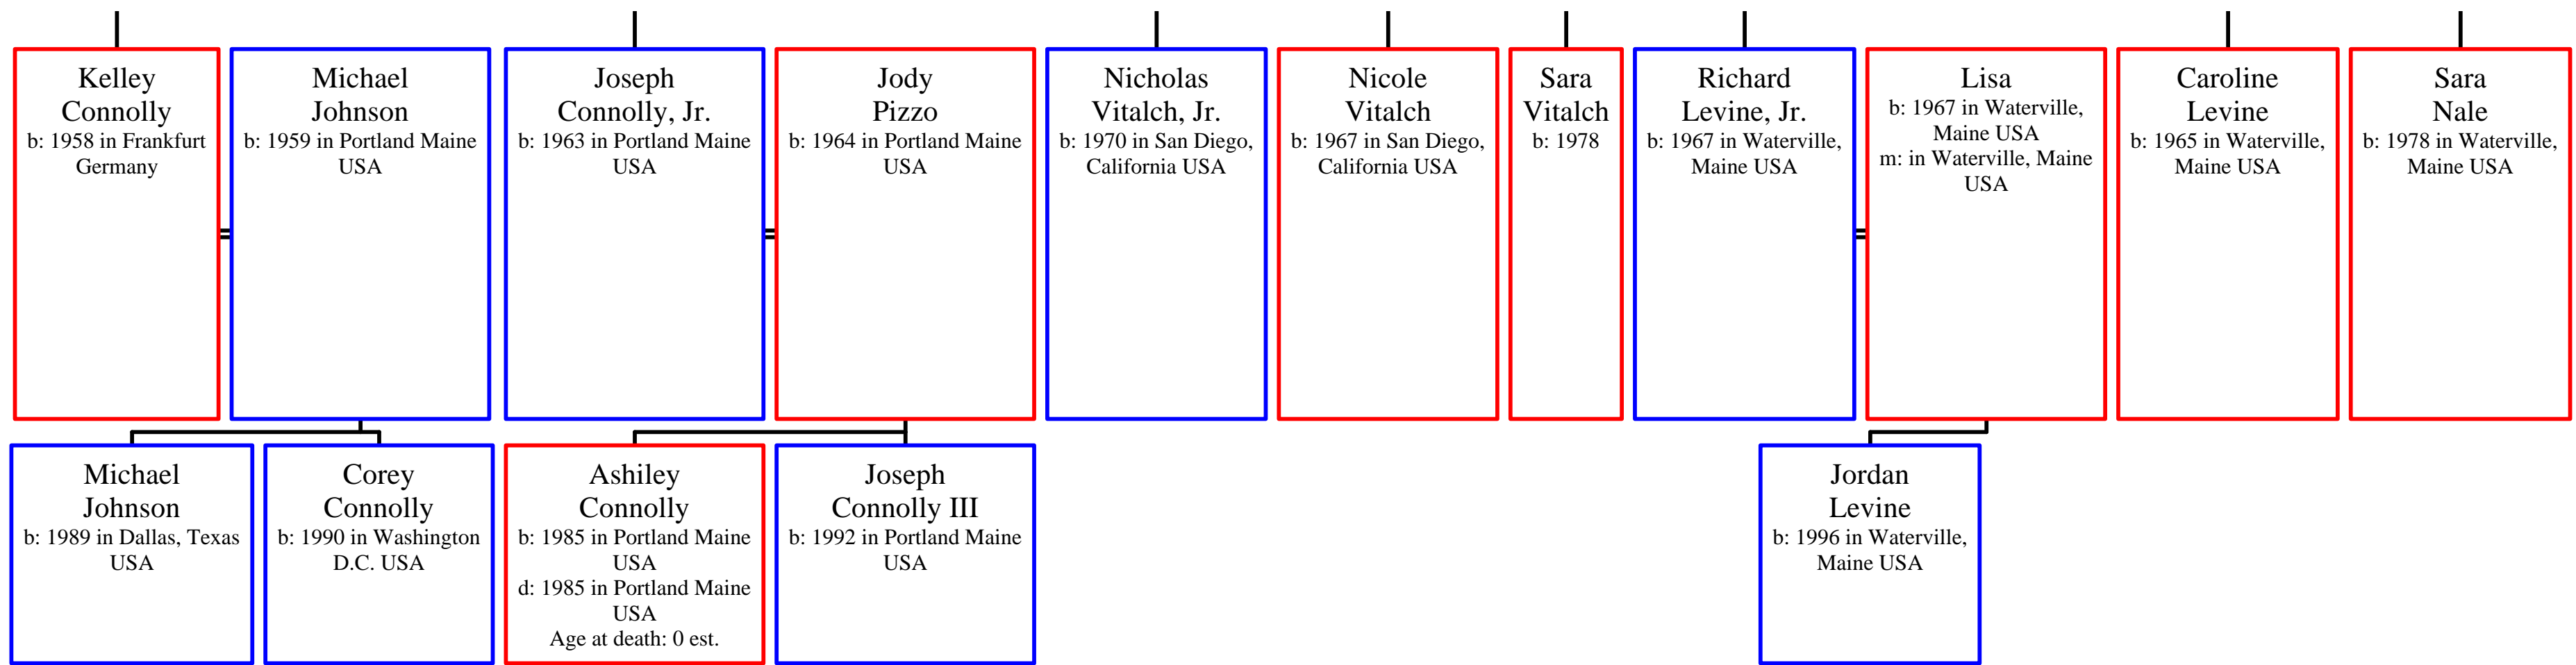 Kelley
Connolly
b: 1958 in Frankfurt
Germany
Michael
Johnson
b: 1959 in Portland Maine
USA
Joseph
Connolly, Jr.
b: 1963 in Portland Maine
USA
Jody
Pizzo
b: 1964 in Portland Maine
USA
Nicholas
Vitalch, Jr.
b: 1970 in San Diego,
California USA
Nicole
Vitalch
b: 1967 in San Diego,
California USA
Sara
Vitalch
b: 1978
Richard
Levine, Jr.
b: 1967 in Waterville,
Maine USA
Lisa
b: 1967 in Waterville,
Maine USA
m: in Waterville, Maine
USA
Caroline
Levine
b: 1965 in Waterville,
Maine USA
Sara
Nale
b: 1978 in Waterville,
Maine USA
Michael
Johnson
b: 1989 in Dallas, Texas
USA
Corey
Connolly
b: 1990 in Washington
D.C. USA
Ashiley
Connolly
b: 1985 in Portland Maine
USA
d: 1985 in Portland Maine
USA
Age at death: 0 est.
Joseph
Connolly III
b: 1992 in Portland Maine
USA
Jordan
Levine
b: 1996 in Waterville,
Maine USA